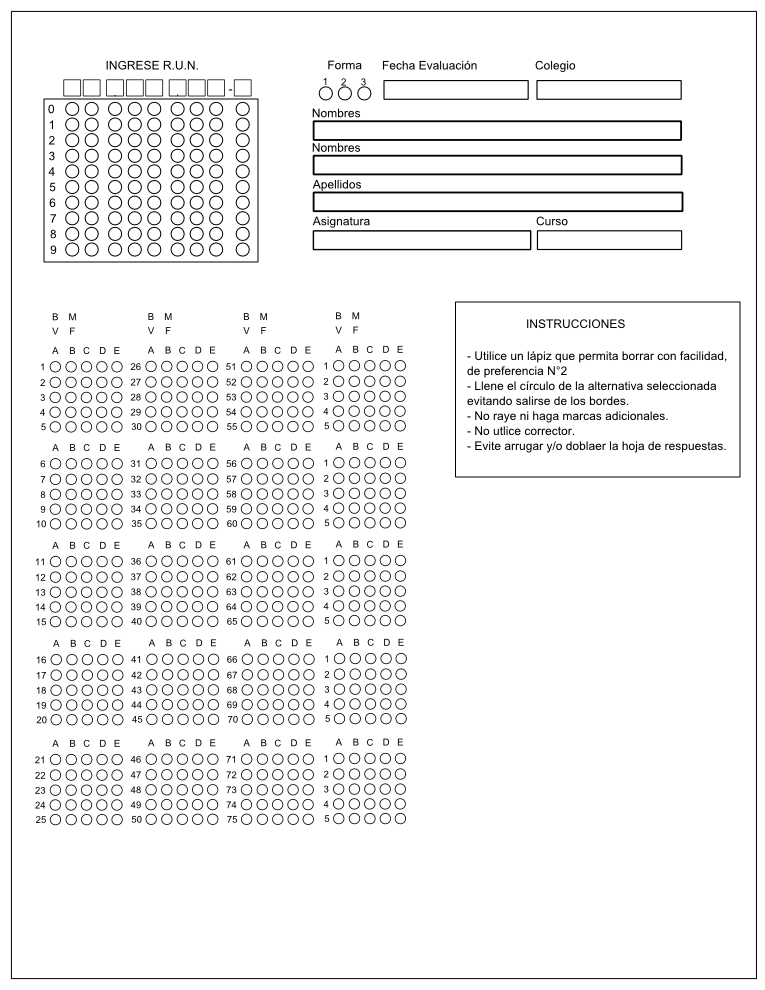 INGRESE R.U.N.
Forma Fecha Evaluación Colegio
1 2 3
. . -
Nombres
Nombres
Apellidos
Asignatura Curso
0
1
2
3
4
5
6
7
8
9
B M B M B M B M
V F V F V F V F
A B C D E A B C D E A B C D E A B C D E
1 26 51 1
2 27 52 2
3 28 53 3
4 29 54 4
5 30 55 5
A B C D E A B C D E A B C D E A B C D E
6 31 56 1
7 32 57 2
8 33 58 3
9 34 59 4
10 35 60 5
A B C D E A B C D E A B C D E A B C D E
11 36 61 1
12 37 62 2
13 38 63 3
14 39 64 4
15 40 65 5
A B C D E A B C D E A B C D E A B C D E
16 41 66 1
17 42 67 2
18 43 68 3
19 44 69 4
20 45 70 5
A B C D E A B C D E A B C D E A B C D E
21 46 71 1
22 47 72 2
23 48 73 3
24 49 74 4
25 50 75 5
INSTRUCCIONES
- Utilice un lápiz que permita borrar con facilidad,
de preferencia N°2
- Llene el círculo de la alternativa seleccionada
evitando salirse de los bordes.
- No raye ni haga marcas adicionales.
- No utlice corrector.
- Evite arrugar y/o doblaer la hoja de respuestas.